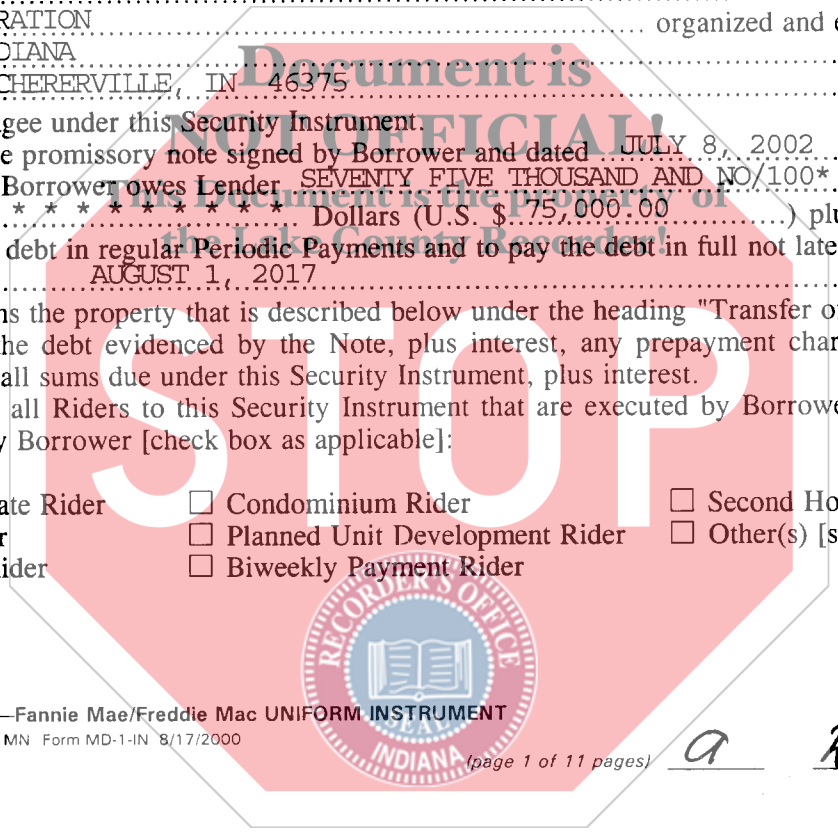 RATION organized and e
DIANA
CHERERVILLE, IN 46375
gee under this Security Instrument.
e promissory note signed by Borrower and dated JULY 8, 2002
Borrower owes Lender SEVENTY FIVE THOUSAND AND NO/100*
* * * * * * * * * Dollars (U.S. $ 75,000.00 ) plu
debt in regular Periodic Payments and to pay the debt in full not late
AUGUST 1, 2017
ns the property that is described below under the heading "Transfer o
he debt evidenced by the Note, plus interest, any prepayment char
all sums due under this Security Instrument, plus interest.
all Riders to this Security Instrument that are executed by Borrowe
y Borrower [check box as applicable]:
ate Rider ☐ Condominium Rider ☐ Second Ho
r ☐ Planned Unit Development Rider ☐ Other(s) [s
ider ☐ Biweekly Payment Rider
—Fannie Mae/Freddie Mac UNIFORM INSTRUMENT
MN Form MD-1-IN 8/17/2000
(page 1 of 11 pages)
Document is
NOT OFFICIAL!
This Document is the property of
the Lake County Recorder!
STOP
RECORDER'S OFFICE
SEAL
INDIANA